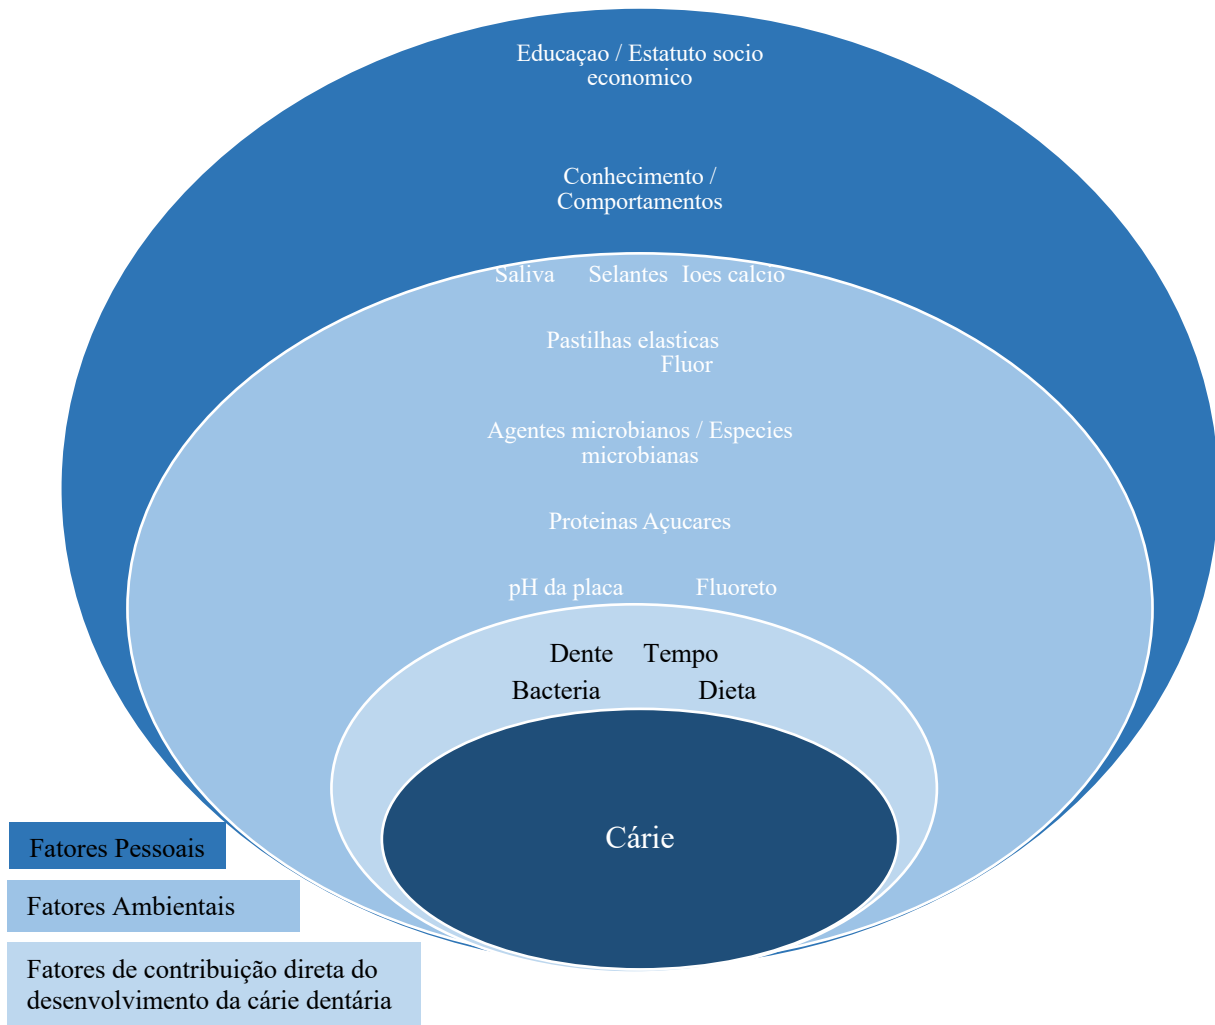 Educaçao / Estatuto socio
economico
Conhecimento /
Comportamentos
Saliva Selantes Ioes calcio
Pastilhas elasticas
Fluor
Agentes microbianos / Especies
microbianas
Proteinas Açucares
pH da placa Fluoreto
Dente Tempo
Bacteria Dieta
Cárie
Fatores Pessoais
Fatores Ambientais
Fatores de contribuição direta do
desenvolvimento da cárie dentária